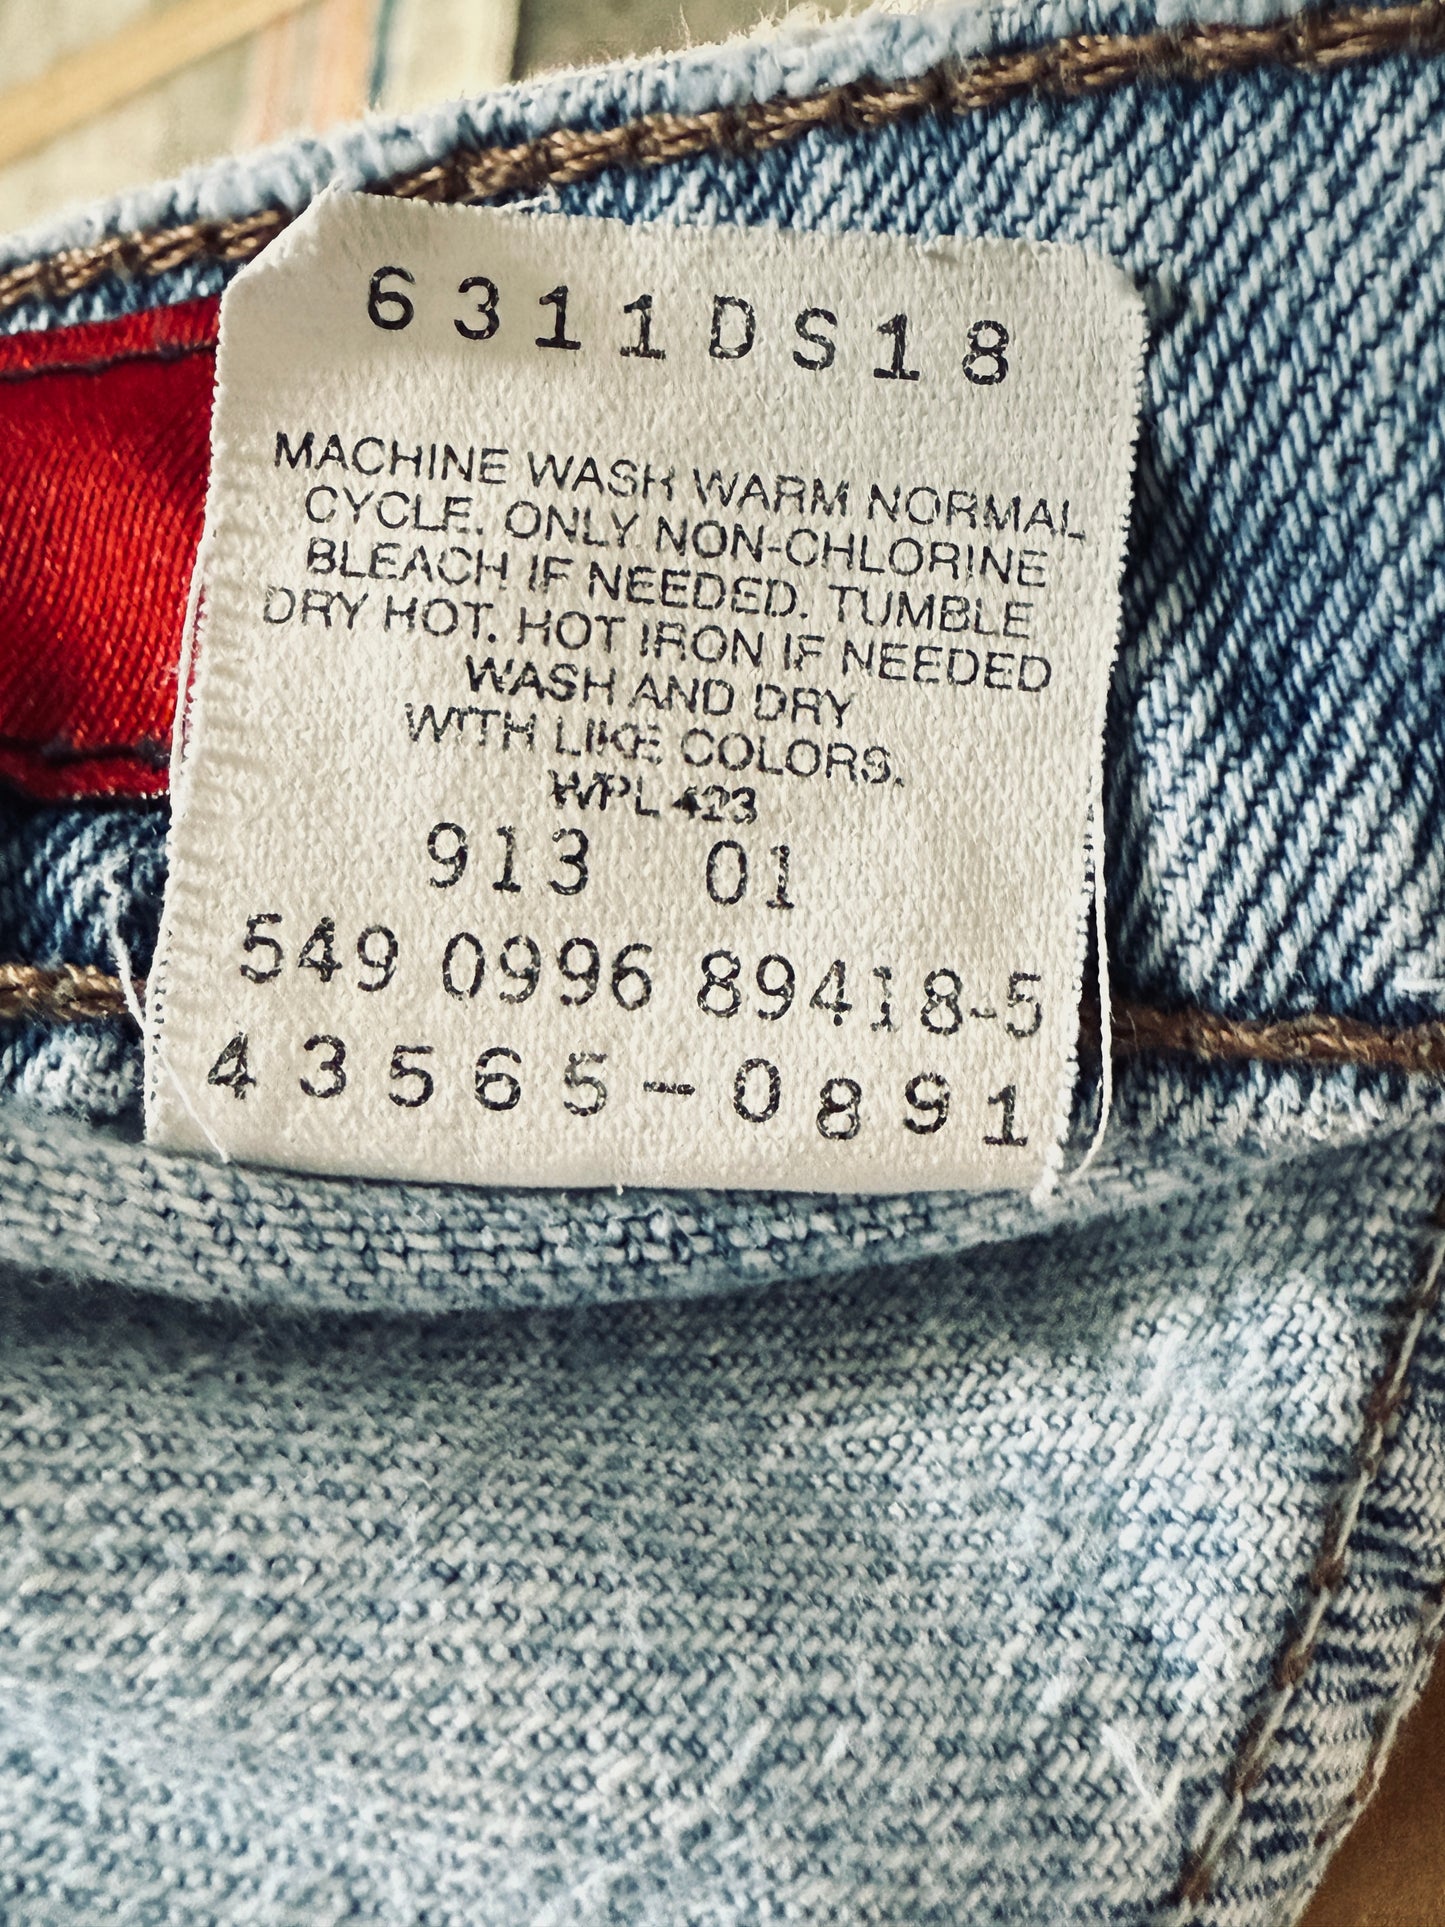 6311DS18
MACHINE WASH WARM NORMAL
CYCLE. ONLY NON-CHLORINE
BLEACH IF NEEDED. TUMBLE
DRY HOT. HOT IRON IF NEEDED
WASH AND DRY
WITH LIKE COLORS.
WPL 423
913 01
549 0996 89418-5
43565-0891